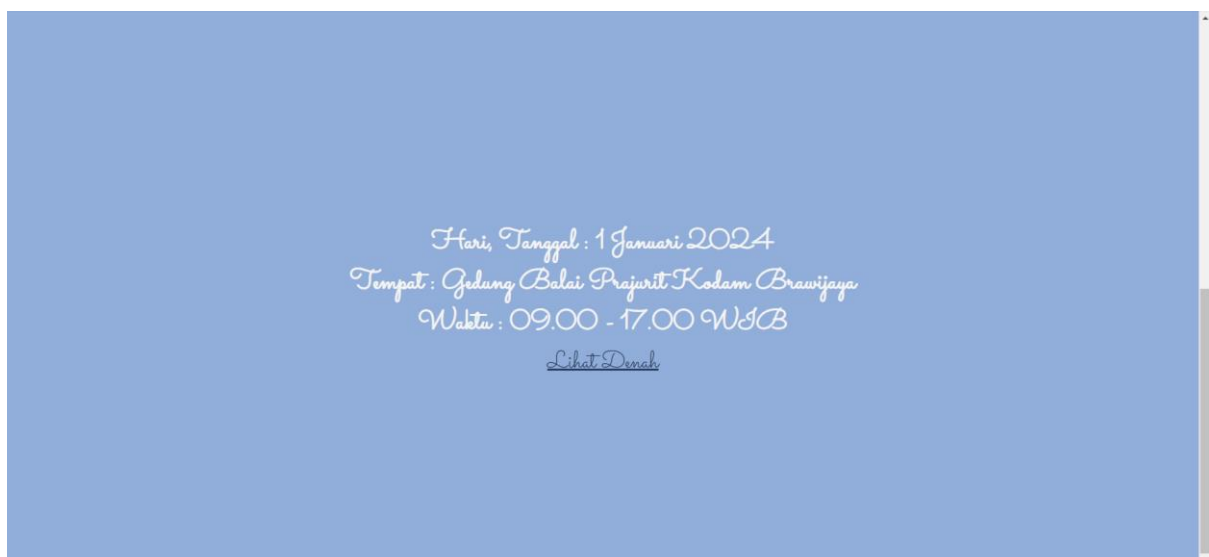 Hari, Tanggal : 1 Januari 2024
Tempat : Gedung Balai Prajurit Kodam Brawijaya
Waktu : 09.00 - 17.00 WIB
Lihat Denah